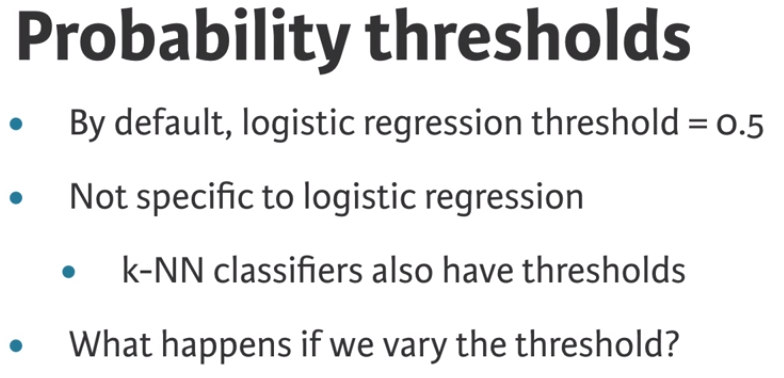 Probability thresholds
• By default, logistic regression threshold = 0.5
• Not specific to logistic regression
• k-NN classifiers also have thresholds
• What happens if we vary the threshold?